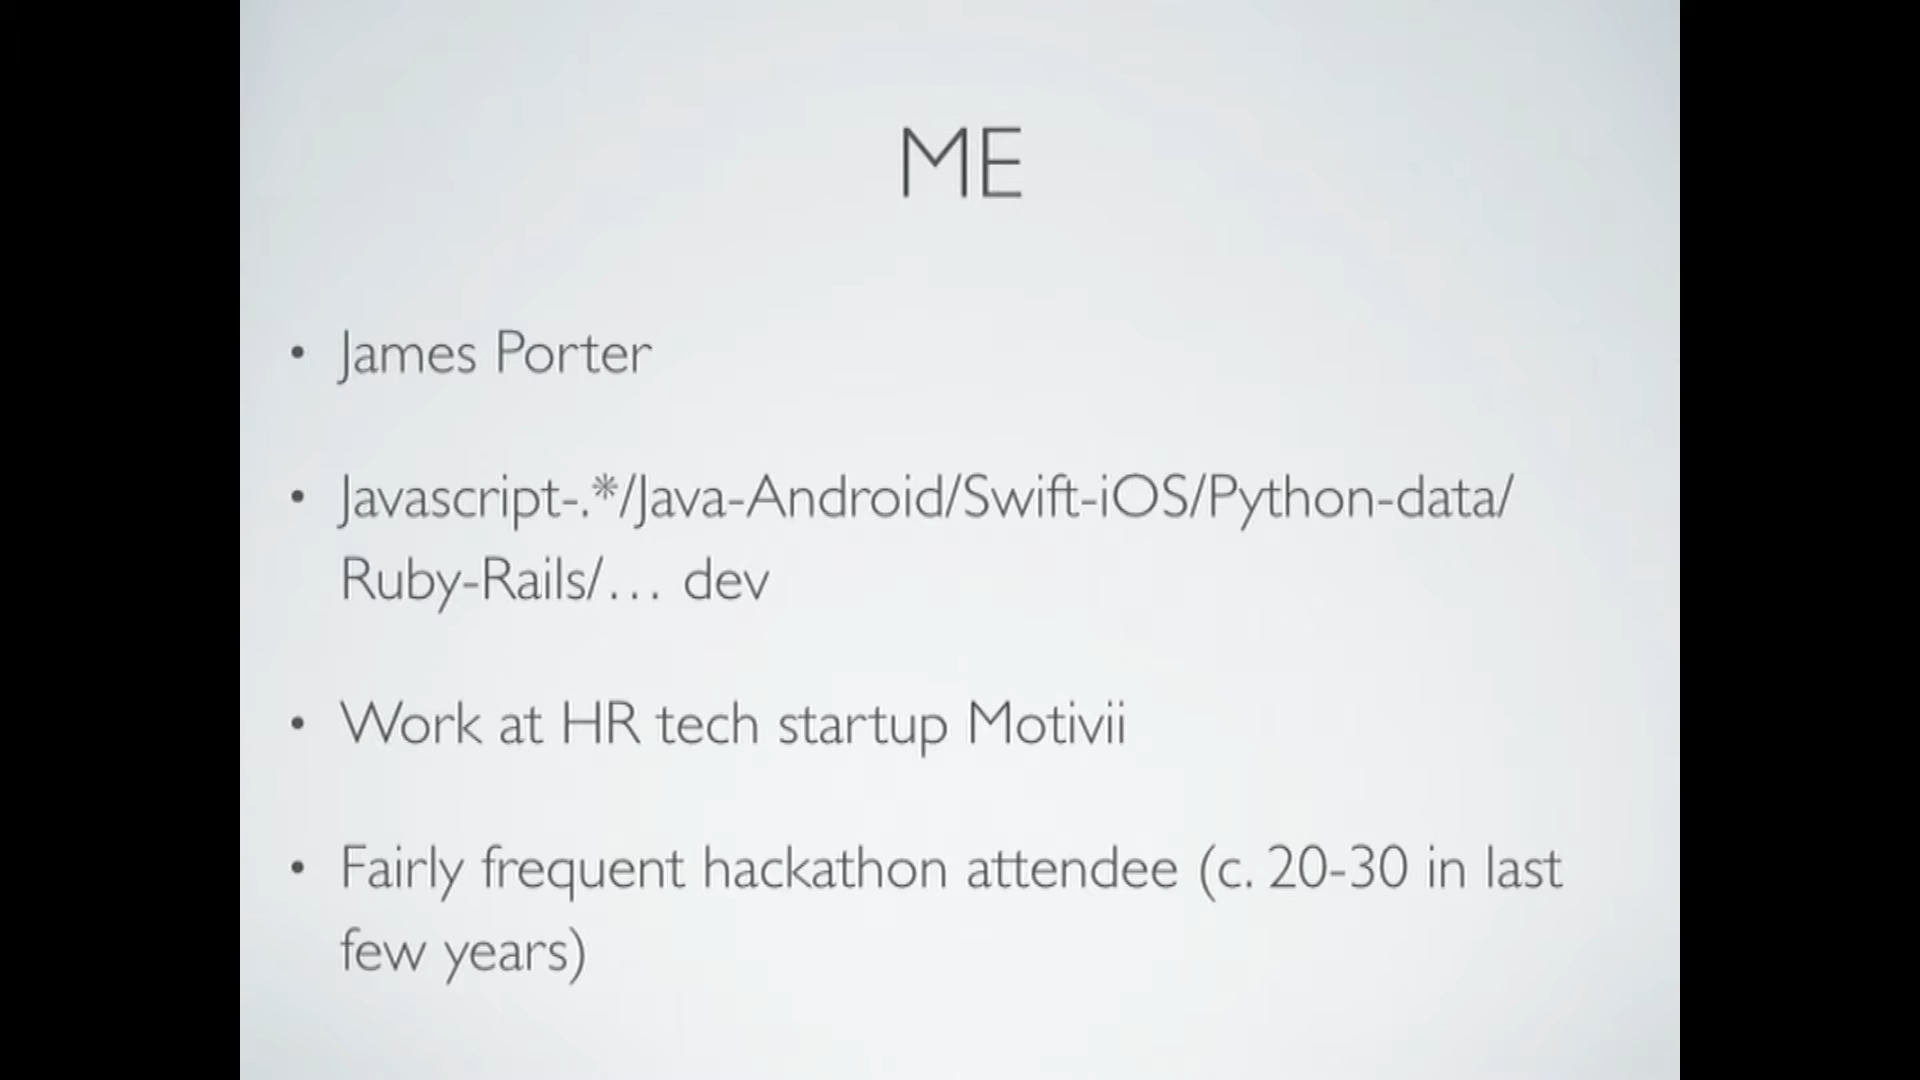 ME
• James Porter
• Javascript-.*/Java-Android/Swift-iOS/Python-data/
Ruby-Rails/… dev
• Work at HR tech startup Motivii
• Fairly frequent hackathon attendee (c. 20-30 in last
few years)